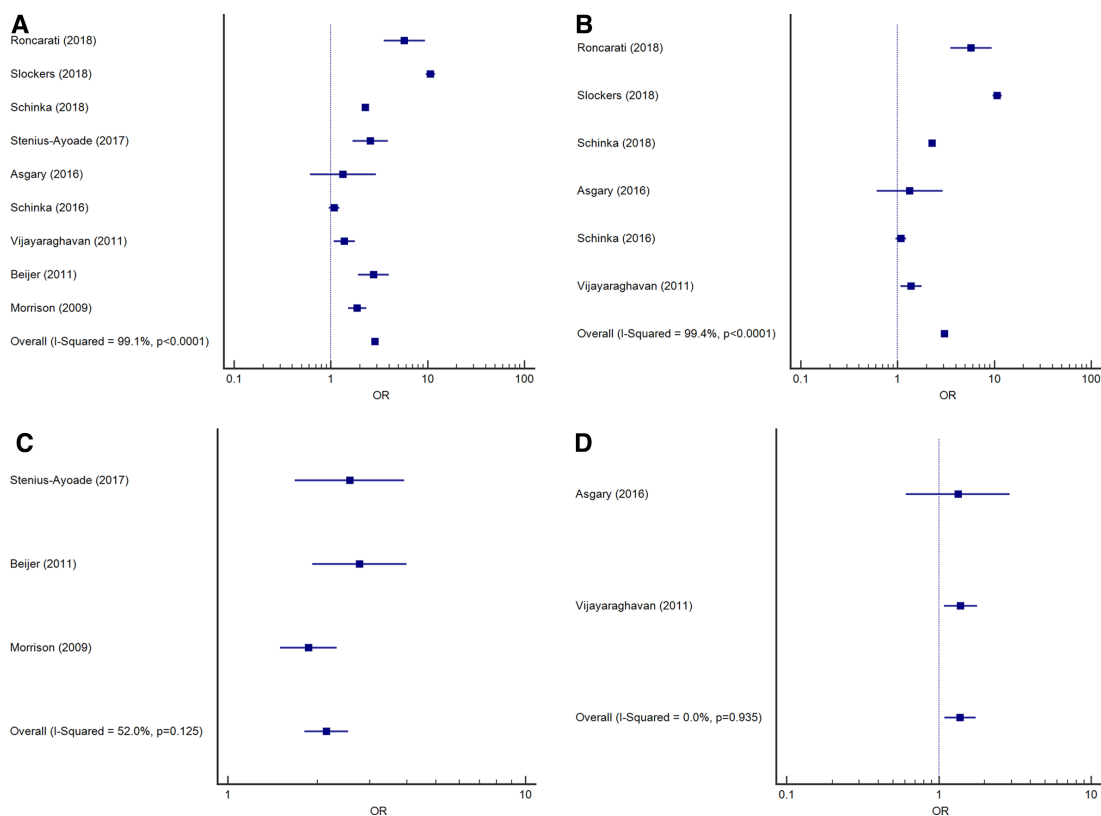 A
Roncarati (2018)
Slockers (2018)
Schinka (2018)
Stenius-Ayoade (2017)
Asgary (2016)
Schinka (2016)
Vijayaraghavan (2011)
Beijer (2011)
Morrison (2009)
Overall (I-Squared = 99.1%, p<0.0001)
0.1 1 10 100
OR
B
Roncarati (2018)
Slockers (2018)
Schinka (2018)
Asgary (2016)
Schinka (2016)
Vijayaraghavan (2011)
Overall (I-Squared = 99.4%, p<0.0001)
0.1 1 10 100
OR
C
Stenius-Ayoade (2017)
Beijer (2011)
Morrison (2009)
Overall (I-Squared = 52.0%, p=0.125)
1 10
OR
D
Asgary (2016)
Vijayaraghavan (2011)
Overall (I-Squared = 0.0%, p=0.935)
0.1 1 10
OR